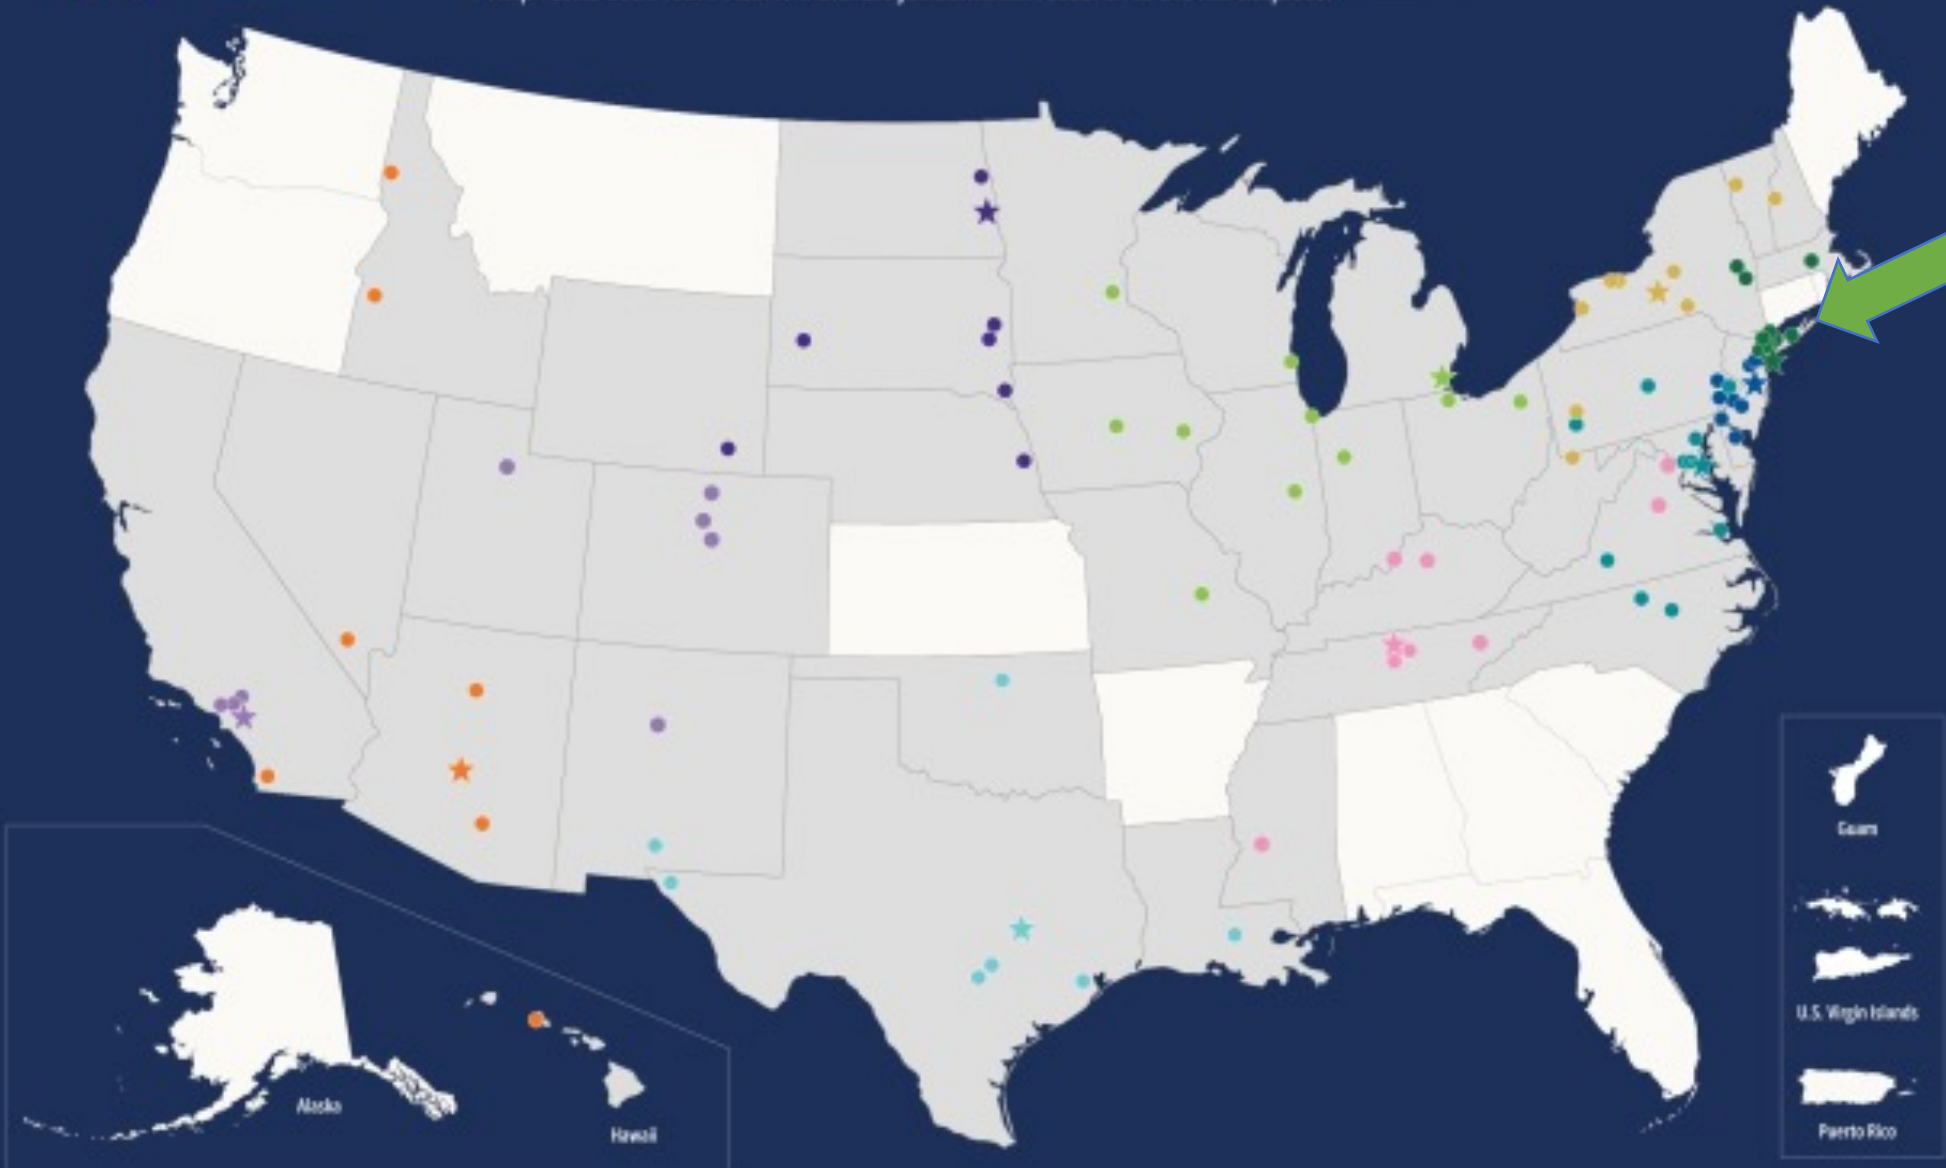 Guam
U.S. Virgin Islands
Alaska
Hawaii
Puerto Rico